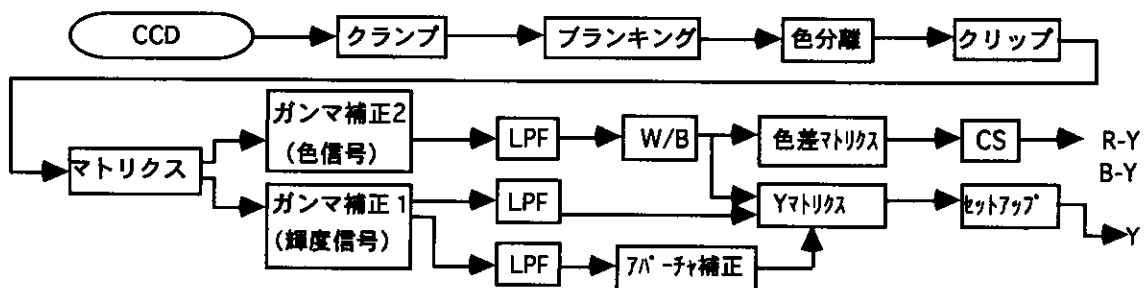 CCD
クランプ
ブランキング
色分離
クリップ
マトリクス
ガンマ補正2
(色信号)
LPF
W/B
色差ﾏﾄﾘｸｽ
CS
R-Y
B-Y
ガンマ補正1
(輝度信号)
LPF
Yﾏﾄﾘｸｽ
ｾｯﾄｱｯﾌﾟ
Y
LPF
ｱﾊﾟｰﾁｬ補正